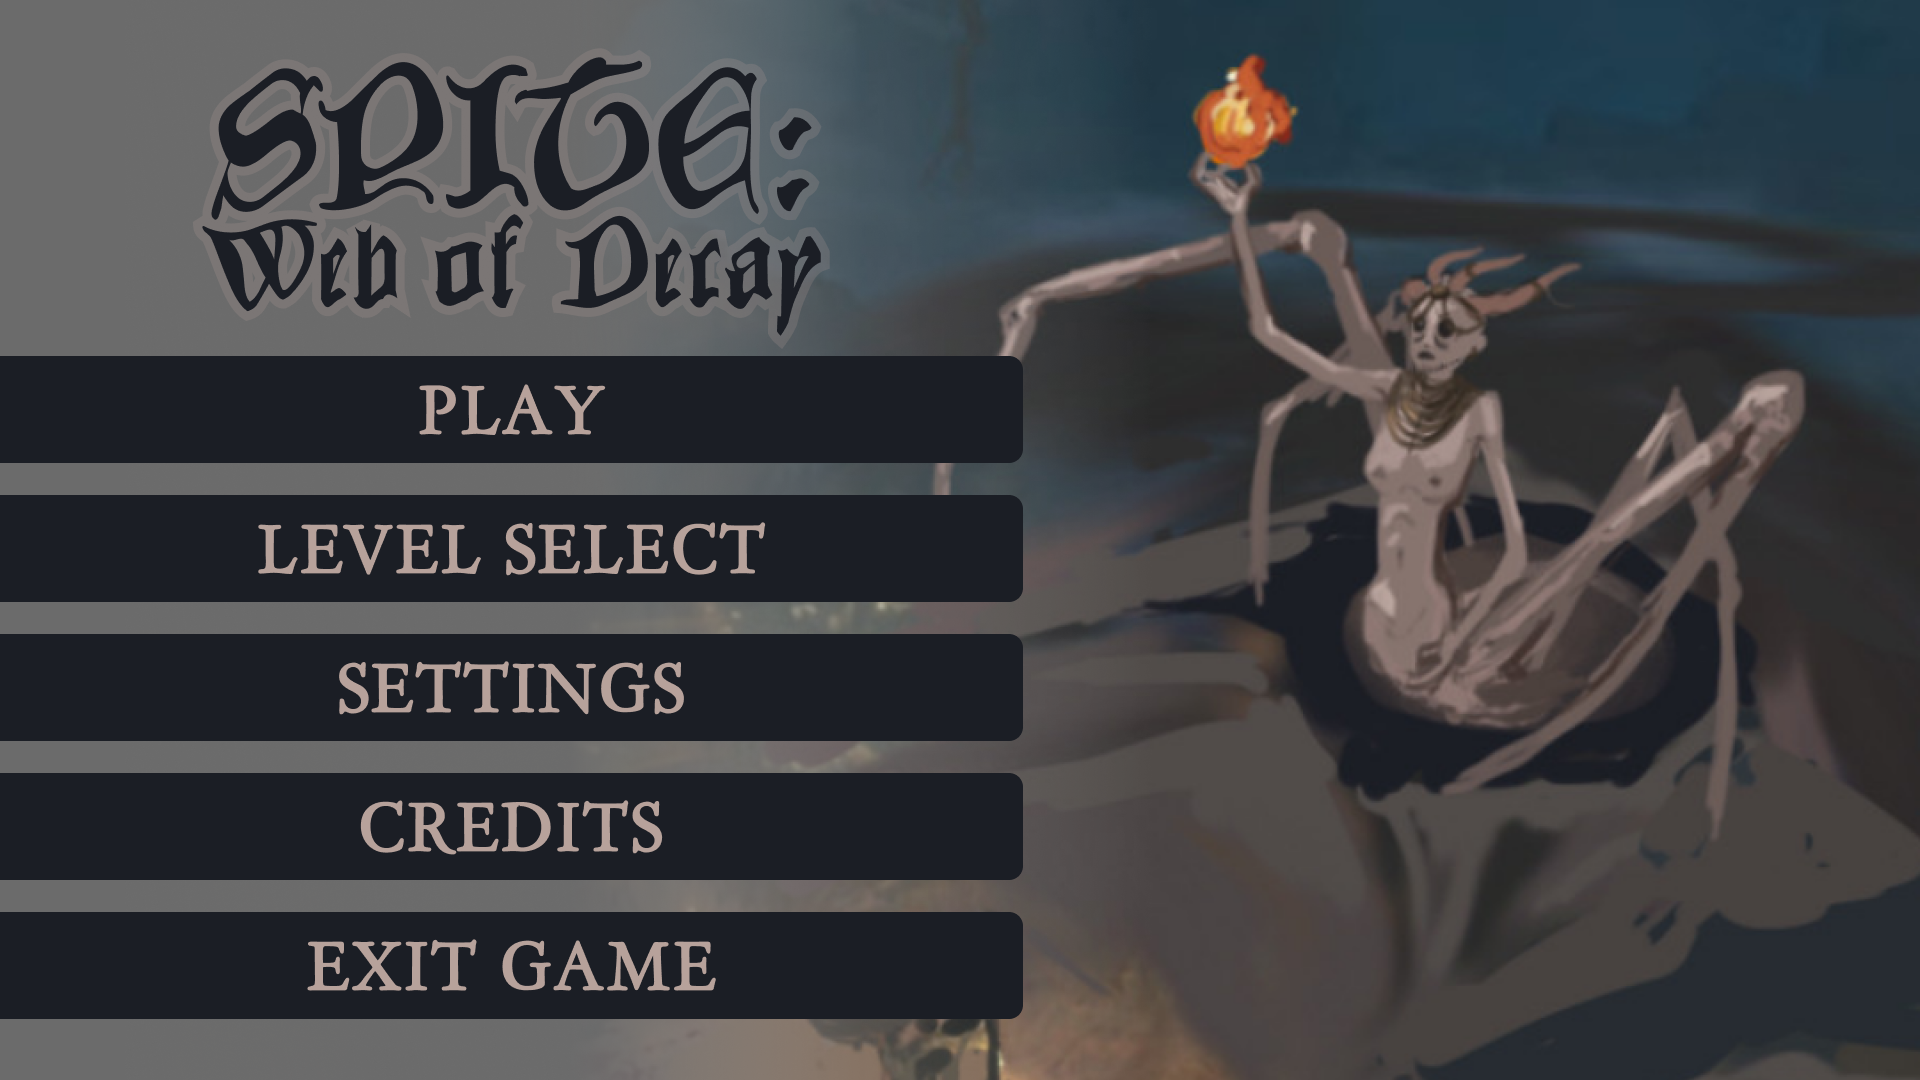 SPITE:
Web of Decay
PLAY
LEVEL SELECT
SETTINGS
CREDITS
EXIT GAME